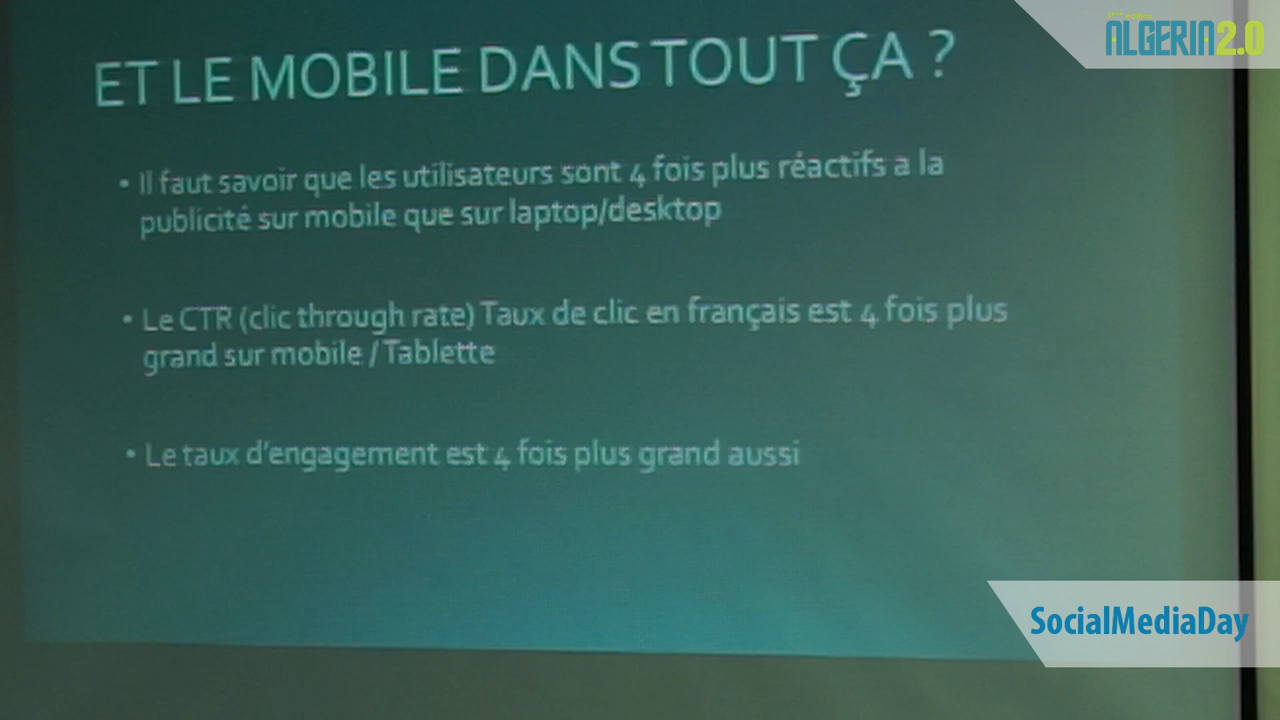 ALGERIA2.0
ET LE MOBILE DANS TOUT ÇA ?
• Il faut savoir que les utilisateurs sont 4 fois plus réactifs a la
publicité sur mobile que sur laptop/desktop
• Le CTR (clic through rate) Taux de clic en français est 4 fois plus
grand sur mobile / Tablette
• Le taux d'engagement est 4 fois plus grand aussi
SocialMediaDay